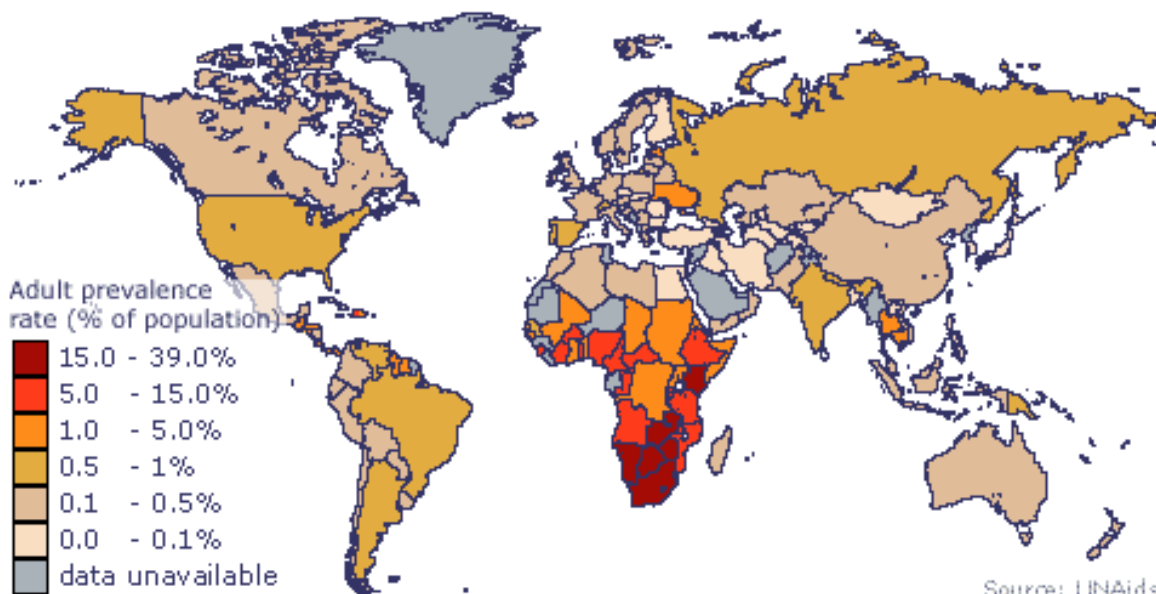 Adult prevalence
rate (% of population)
15.0 - 39.0%
5.0 - 15.0%
1.0 - 5.0%
0.5 - 1%
0.1 - 0.5%
0.0 - 0.1%
data unavailable
Source: UNAids